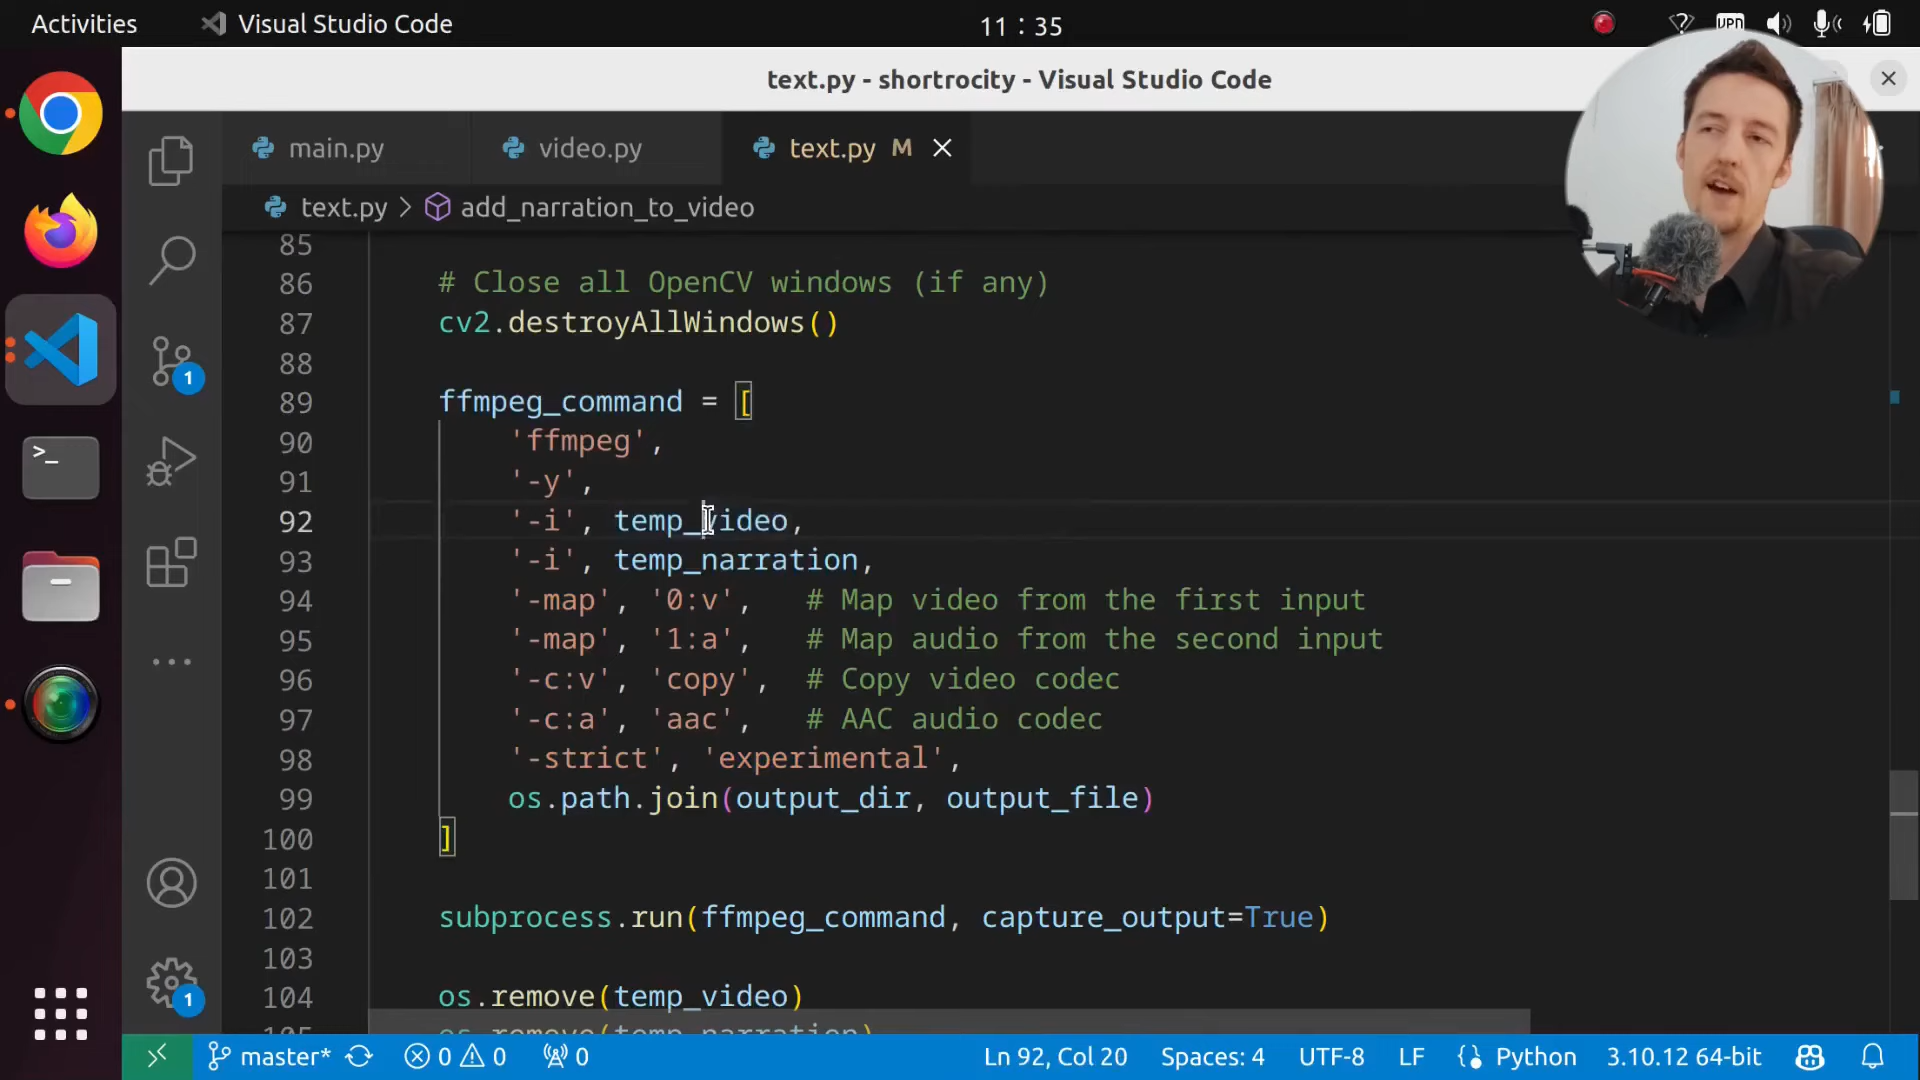 Activities
Visual Studio Code
11 : 35
VPN
text.py - shortrocity - Visual Studio Code
main.py
video.py
text.py M
text.py > add_narration_to_video
85
86 # Close all OpenCV windows (if any)
87 cv2.destroyAllWindows()
88
89 ffmpeg_command = [
90 'ffmpeg',
91 '-y',
92 '-i', temp_video,
93 '-i', temp_narration,
94 '-map', '0:v', # Map video from the first input
95 '-map', '1:a', # Map audio from the second input
96 '-c:v', 'copy', # Copy video codec
97 '-c:a', 'aac', # AAC audio codec
98 '-strict', 'experimental',
99 os.path.join(output_dir, output_file)
100 ]
101
102 subprocess.run(ffmpeg_command, capture_output=True)
103
104 os.remove(temp_video)
105 os.remove(temp_narration)
1
1
master* 0 0 0 Ln 92, Col 20 Spaces: 4 UTF-8 LF Python 3.10.12 64-bit